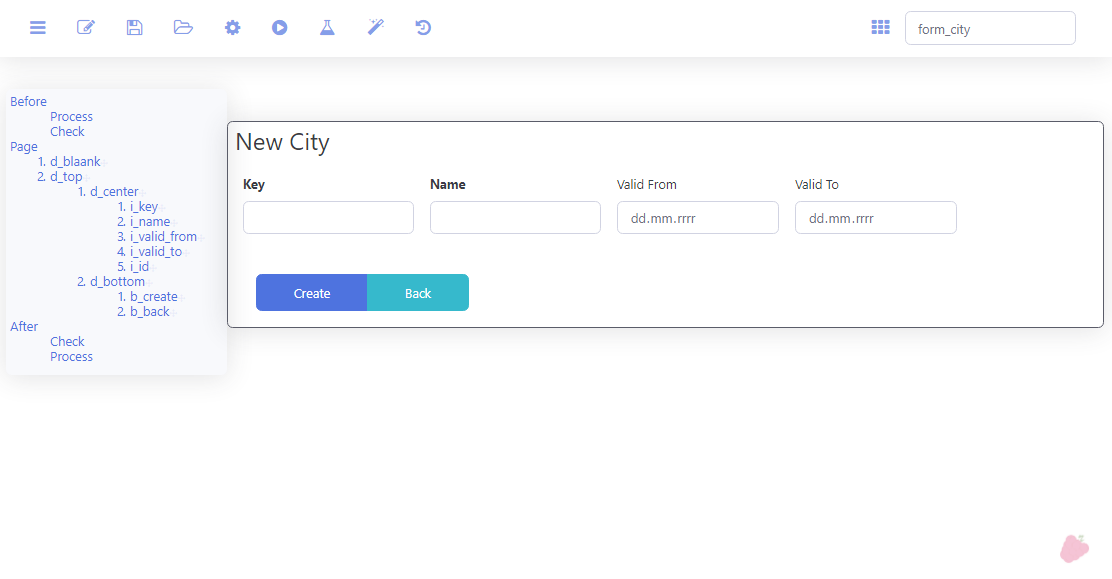 form_city
Before
Process
Check
Page
1. d_blaank
2. d_top
1. d_center
1. i_key
2. i_name
3. i_valid_from
4. i_valid_to
5. i_id
2. d_bottom
1. b_create
2. b_back
After
Check
Process
New City
Key Name Valid From Valid To
dd.mm.rrrr dd.mm.rrrr
Create Back